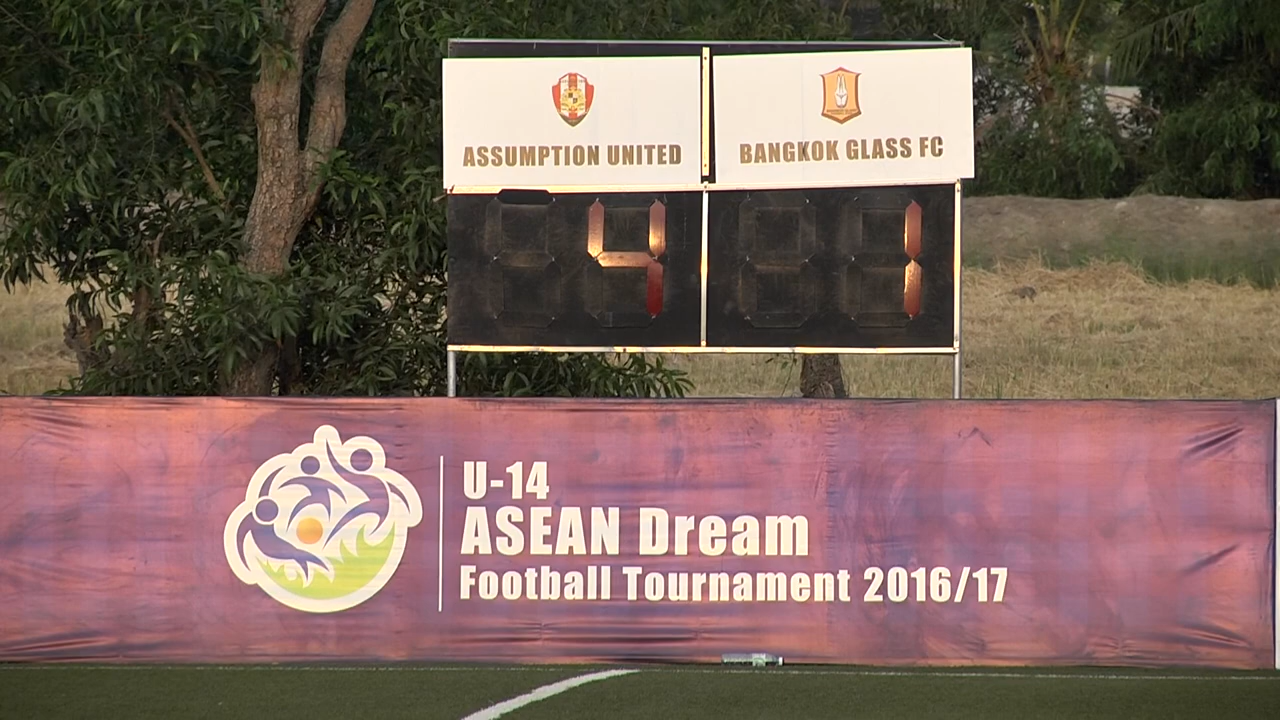 ASSUMPTION UNITED
BANGKOK GLASS FC
4
1
U-14
ASEAN Dream
Football Tournament 2016/17